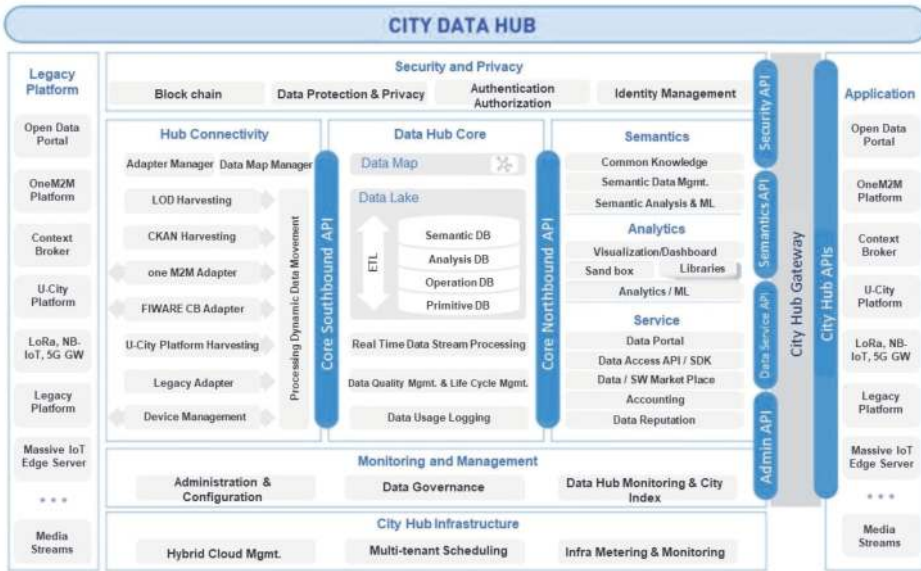 CITY DATA HUB
Legacy
Platform
Open Data
Portal
OneM2M
Platform
Context
Broker
U-City
Platform
LoRa, NB-
IoT, 5G GW
Legacy
Platform
Massive IoT
Edge Server
• • •
Media
Streams
Security and Privacy
Block chain
Data Protection & Privacy
Authentication
Authorization
Identity Management
Hub Connectivity
Adapter Manager
Data Map Manager
LOD Harvesting
CKAN Harvesting
one M2M Adapter
FIWARE CB Adapter
U-City Platform Harvesting
Legacy Adapter
Device Management
Processing Dynamic Data Movement
Core Southbound API
Data Hub Core
Data Map
Data Lake
ETL
Semantic DB
Analysis DB
Operation DB
Primitive DB
Real Time Data Stream Processing
Data Quality Mgmt. & Life Cycle Mgmt.
Data Usage Logging
Core Northbound API
Semantics
Common Knowledge
Semantic Data Mgmt.
Semantic Analysis & ML
Analytics
Visualization/Dashboard
Sand box
Libraries
Analytics / ML
Service
Data Portal
Data Access API / SDK
Data / SW Market Place
Accounting
Data Reputation
Monitoring and Management
Administration &
Configuration
Data Governance
Data Hub Monitoring & City
Index
City Hub Infrastructure
Hybrid Cloud Mgmt.
Multi-tenant Scheduling
Infra Metering & Monitoring
Security API
Semantics API
Data Service API
Admin API
City Hub Gateway
City Hub APIs
Application
Open Data
Portal
OneM2M
Platform
Context
Broker
U-City
Platform
LoRa, NB-
IoT, 5G GW
Legacy
Platform
Massive IoT
Edge Server
• • •
Media
Streams